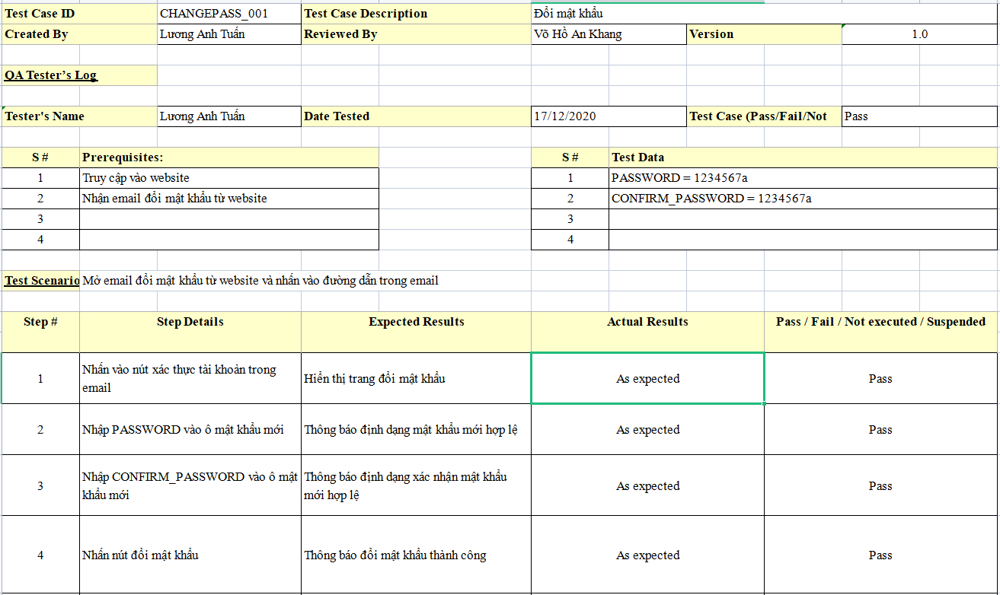 Test Case ID CHANGEPASS_001 Test Case Description Đổi mật khẩu
Created By Lương Anh Tuấn Reviewed By Võ Hồ An Khang Version 1.0
QA Tester's Log
Tester's Name Lương Anh Tuấn Date Tested 17/12/2020 Test Case (Pass/Fail/Not Pass
S # Prerequisites: S # Test Data
1 Truy cập vào website 1 PASSWORD = 1234567a
2 Nhận email đổi mật khẩu từ website 2 CONFIRM_PASSWORD = 1234567a
3 3
4 4
Test Scenario Mở email đổi mật khẩu từ website và nhấn vào đường dẫn trong email
Step # Step Details Expected Results Actual Results Pass / Fail / Not executed / Suspended
1 Nhấn vào nút xác thực tài khoản trong
email Hiển thị trang đổi mật khẩu As expected Pass
2 Nhập PASSWORD vào ô mật khẩu mới Thông báo định dạng mật khẩu mới hợp lệ As expected Pass
3 Nhập CONFIRM_PASSWORD vào ô mật
khẩu mới Thông báo định dạng xác nhận mật khẩu
mới hợp lệ As expected Pass
4 Nhấn nút đổi mật khẩu Thông báo đổi mật khẩu thành công As expected Pass